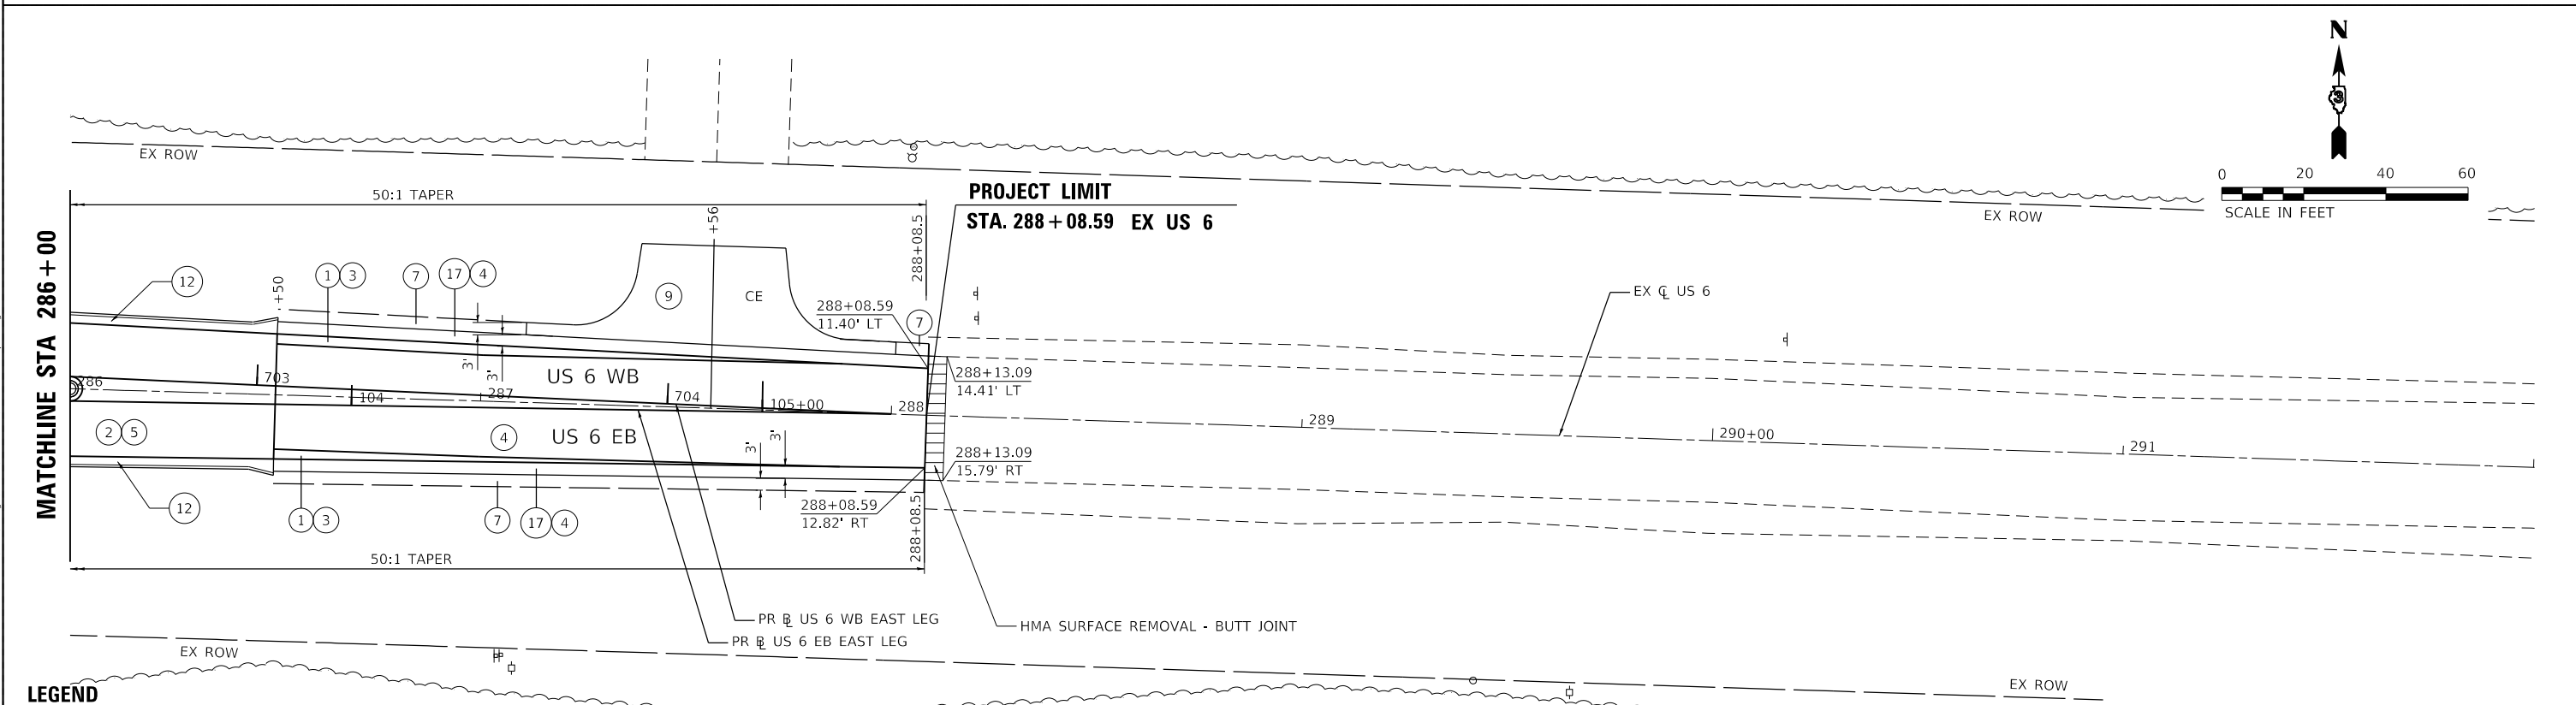 N
3
0 20 40 60
SCALE IN FEET
EX ROW
EX ROW
50:1 TAPER
PROJECT LIMIT
STA. 288+08.59 EX US 6
MATCHLINE STA 286+00
+50
+56
288+08.5
12
1 3
7
17 4
9
CE
288+08.59
11.40' LT
7
EX CL US 6
3'
3'
US 6 WB
288+13.09
14.41' LT
286
703
104
287
704
105+00
288
289
290+00
291
2 5
4
US 6 EB
3'
3'
288+13.09
15.79' RT
12
1 3
7
17 4
288+08.59
12.82' RT
288+08.5
50:1 TAPER
PR BL US 6 WB EAST LEG
PR BL US 6 EB EAST LEG
HMA SURFACE REMOVAL - BUTT JOINT
EX ROW
EX ROW
LEGEND